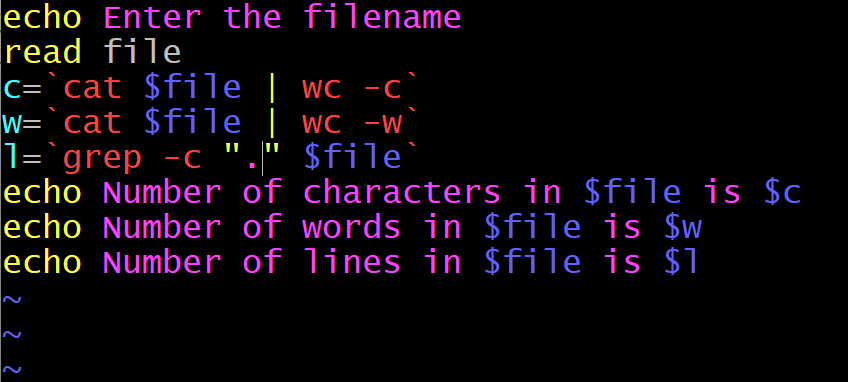 echo Enter the filename
read file
c=`cat $file | wc -c`
w=`cat $file | wc -w`
l=`grep -c "." $file`
echo Number of characters in $file is $c
echo Number of words in $file is $w
echo Number of lines in $file is $l
~
~
~